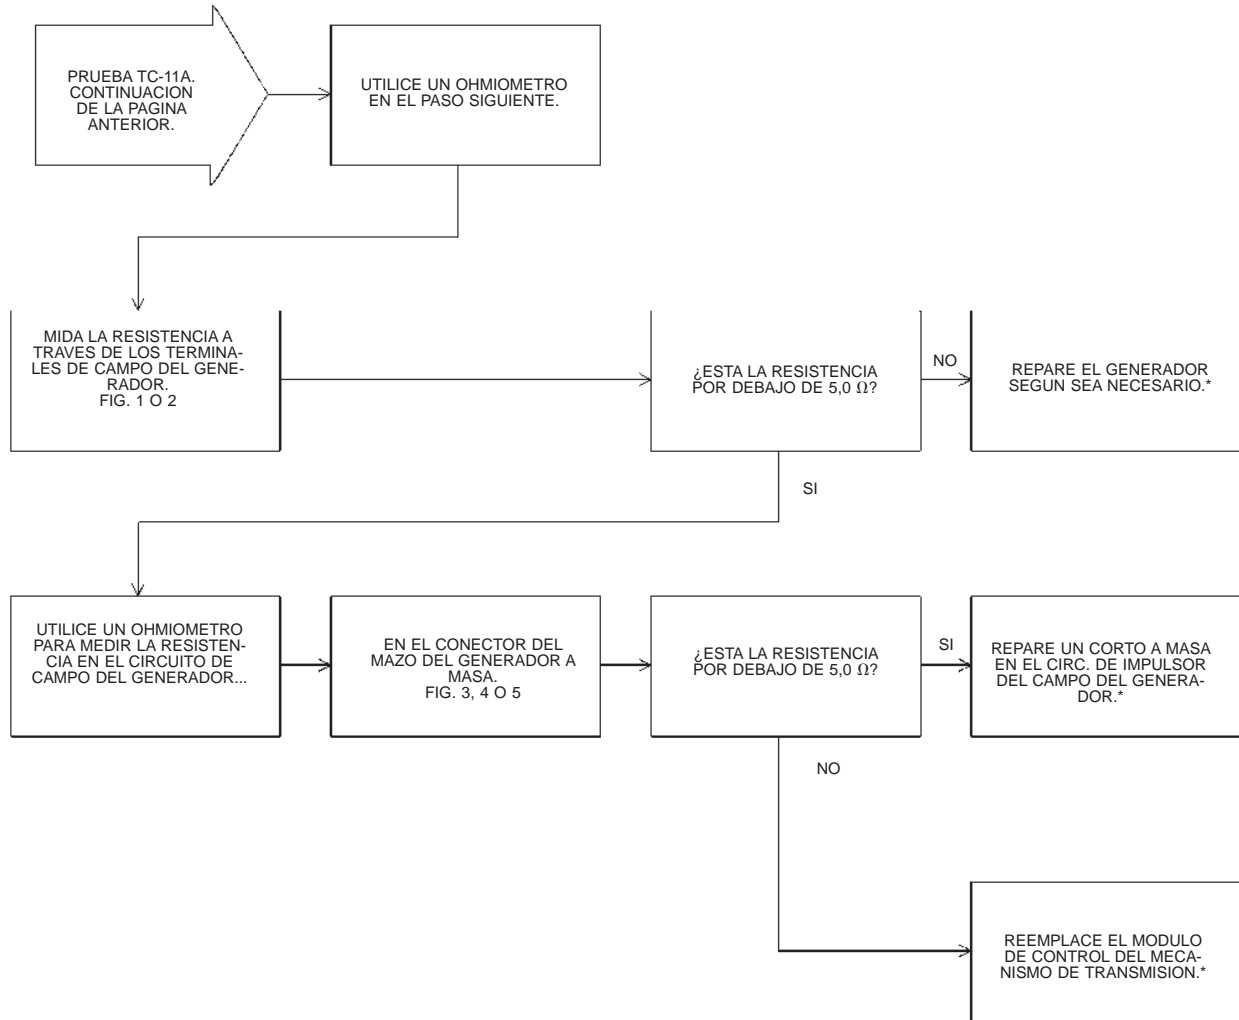 PRUEBA TC-11A.
CONTINUACION
DE LA PAGINA
ANTERIOR.
UTILICE UN OHMIOMETRO
EN EL PASO SIGUIENTE.
MIDA LA RESISTENCIA A
TRAVES DE LOS TERMINA-
LES DE CAMPO DEL GENE-
RADOR.
FIG. 1 O 2
¿ESTA LA RESISTENCIA
POR DEBAJO DE 5,0 Ω?
NO
REPARE EL GENERADOR
SEGUN SEA NECESARIO.*
SI
UTILICE UN OHMIOMETRO
PARA MEDIR LA RESISTEN-
CIA EN EL CIRCUITO DE
CAMPO DEL GENERADOR...
EN EL CONECTOR DEL
MAZO DEL GENERADOR A
MASA.
FIG. 3, 4 O 5
¿ESTA LA RESISTENCIA
POR DEBAJO DE 5,0 Ω?
SI
REPARE UN CORTO A MASA
EN EL CIRC. DE IMPULSOR
DEL CAMPO DEL GENERA-
DOR.*
NO
REEMPLACE EL MODULO
DE CONTROL DEL MECA-
NISMO DE TRANSMISION.*